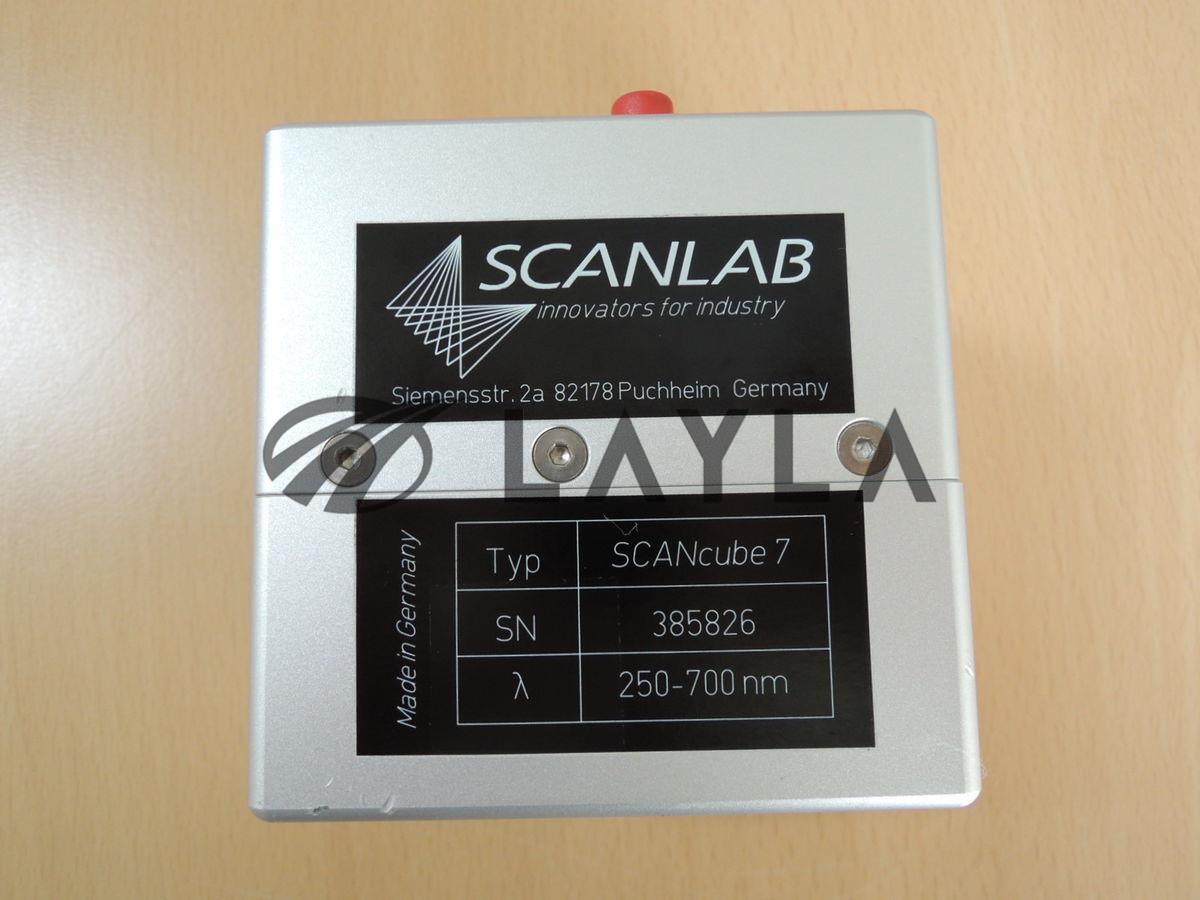 SCANLAB
innovators for industry
Siemensstr. 2a 82178 Puchheim Germany
LAYLA
Made in Germany
Typ SCANcube 7
SN 385826
λ 250-700 nm